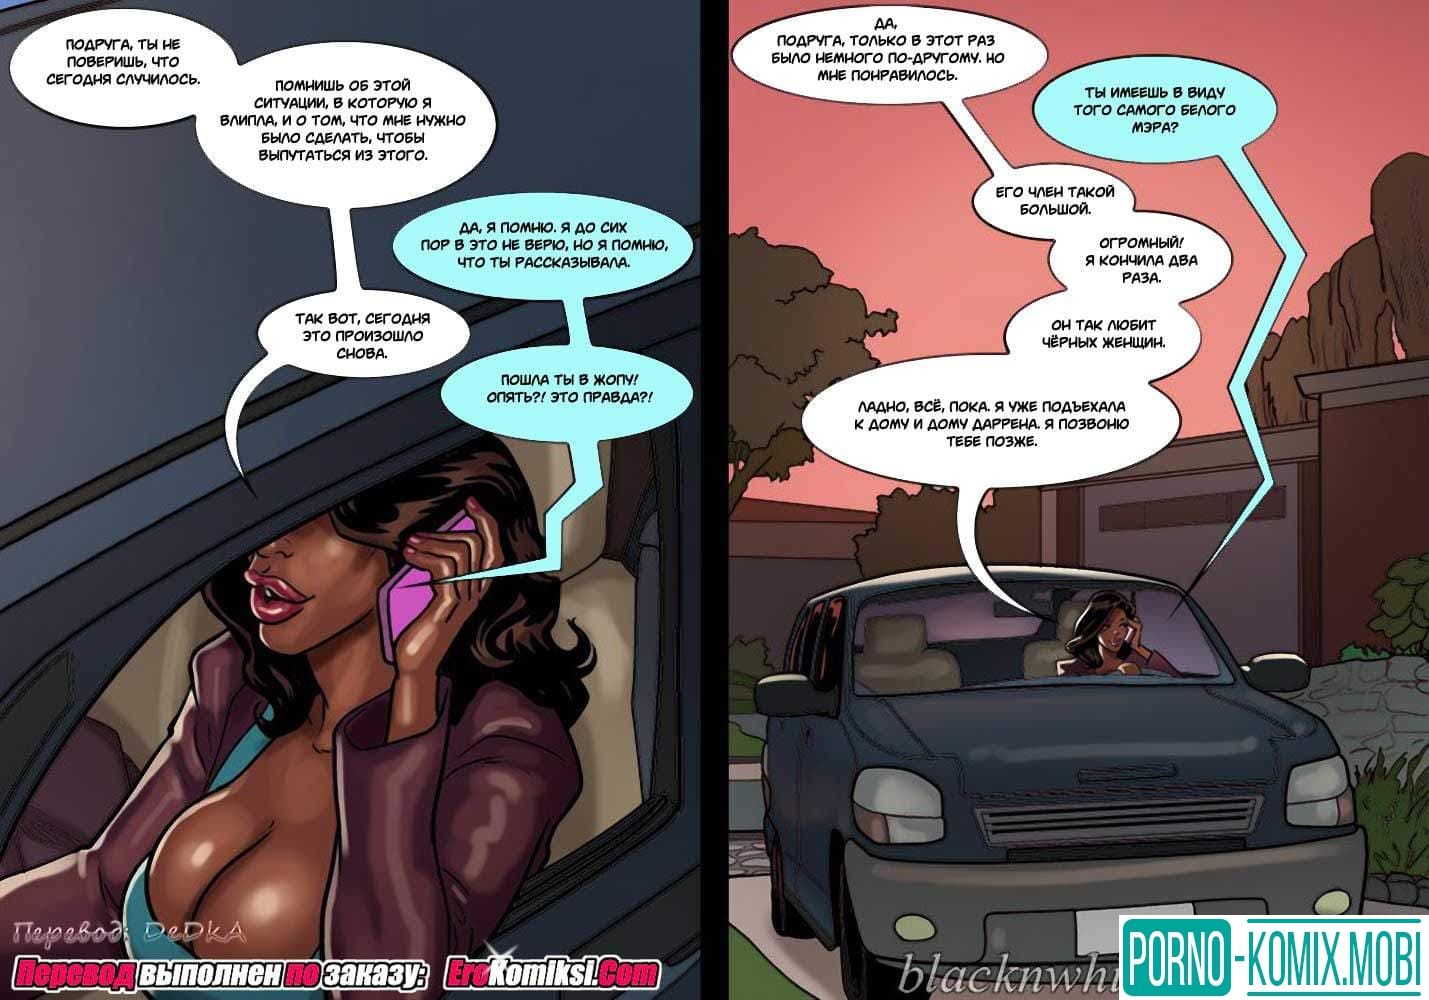 ПОДРУГА, ТЫ НЕ
ПОВЕРИШЬ, ЧТО
СЕГОДНЯ СЛУЧИЛОСЬ.
ПОМНИШЬ ОБ ЭТОЙ
СИТУАЦИИ, В КОТОРУЮ Я
ВЛИПЛА, И О ТОМ, ЧТО МНЕ НУЖНО
БЫЛО СДЕЛАТЬ, ЧТОБЫ
ВЫПУТАТЬСЯ ИЗ ЭТОГО.
ДА, Я ПОМНЮ. Я ДО СИХ
ПОР В ЭТО НЕ ВЕРЮ, НО Я ПОМНЮ,
ЧТО ТЫ РАССКАЗЫВАЛА.
ТАК ВОТ, СЕГОДНЯ
ЭТО ПРОИЗОШЛО
СНОВА.
ПОШЛА ТЫ В ЖОПУ!
ОПЯТЬ?! ЭТО ПРАВДА?!
Перевод: DeDkA
Перевод выполнен по заказу: EroKomiksi.Com
ДА,
ПОДРУГА, ТОЛЬКО В ЭТОТ РАЗ
БЫЛО НЕМНОГО ПО-ДРУГОМУ. НО
МНЕ ПОНРАВИЛОСЬ.
ТЫ ИМЕЕШЬ В ВИДУ
ТОГО САМОГО БЕЛОГО
МЭРА?
ЕГО ЧЛЕН ТАКОЙ
БОЛЬШОЙ.
ОГРОМНЫЙ!
Я КОНЧИЛА ДВА
РАЗА.
ОН ТАК ЛЮБИТ
ЧЁРНЫХ ЖЕНЩИН.
ЛАДНО, ВСЁ, ПОКА. Я УЖЕ ПОДЪЕХАЛА
К ДОМУ И ДОМУ ДАРРЕНА. Я ПОЗВОНЮ
ТЕБЕ ПОЗЖЕ.
blacknwhi
PORNO-KOMIX.MOBI